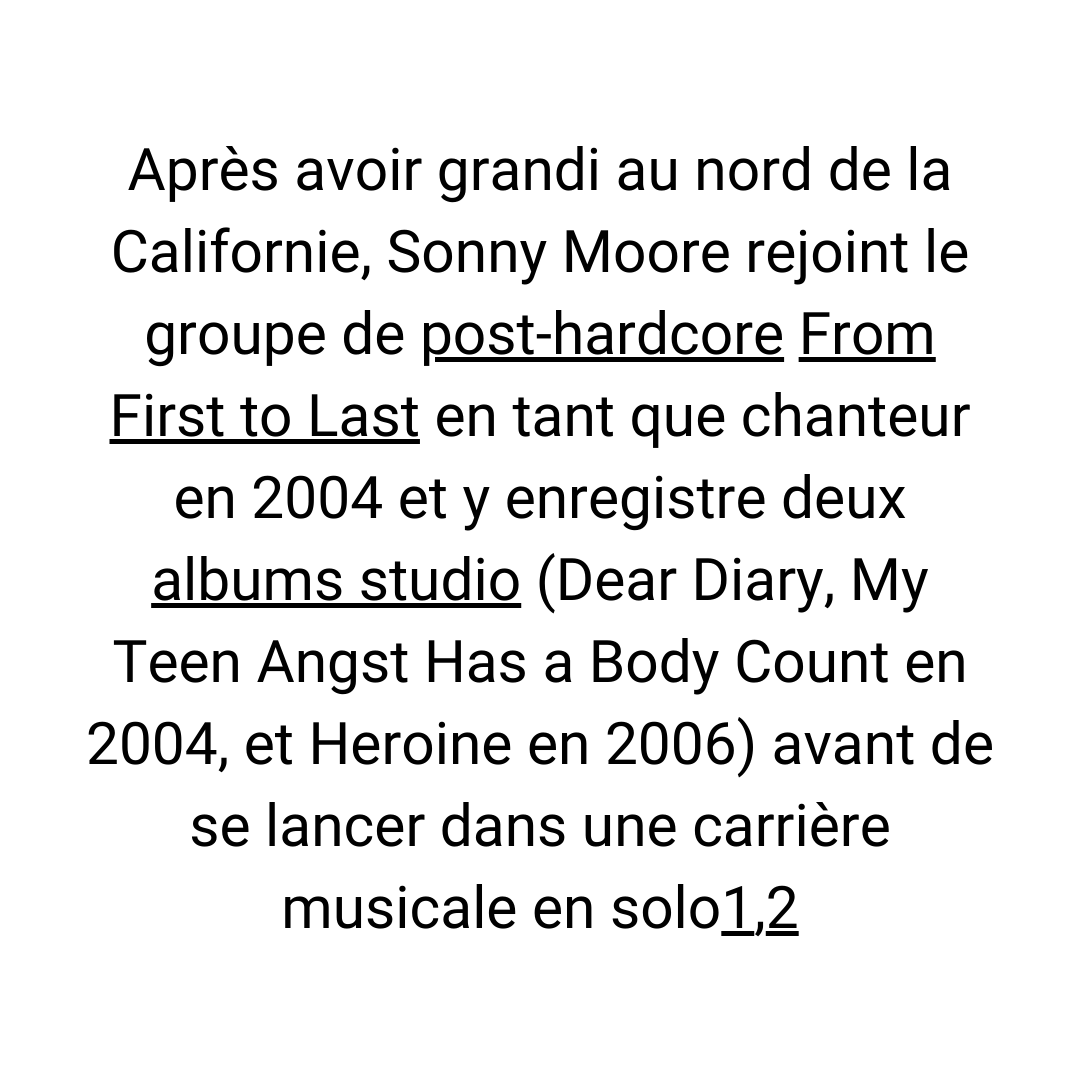 Après avoir grandi au nord de la
Californie, Sonny Moore rejoint le
groupe de post-hardcore From
First to Last en tant que chanteur
en 2004 et y enregistre deux
albums studio (Dear Diary, My
Teen Angst Has a Body Count en
2004, et Heroine en 2006) avant de
se lancer dans une carrière
musicale en solo1,2